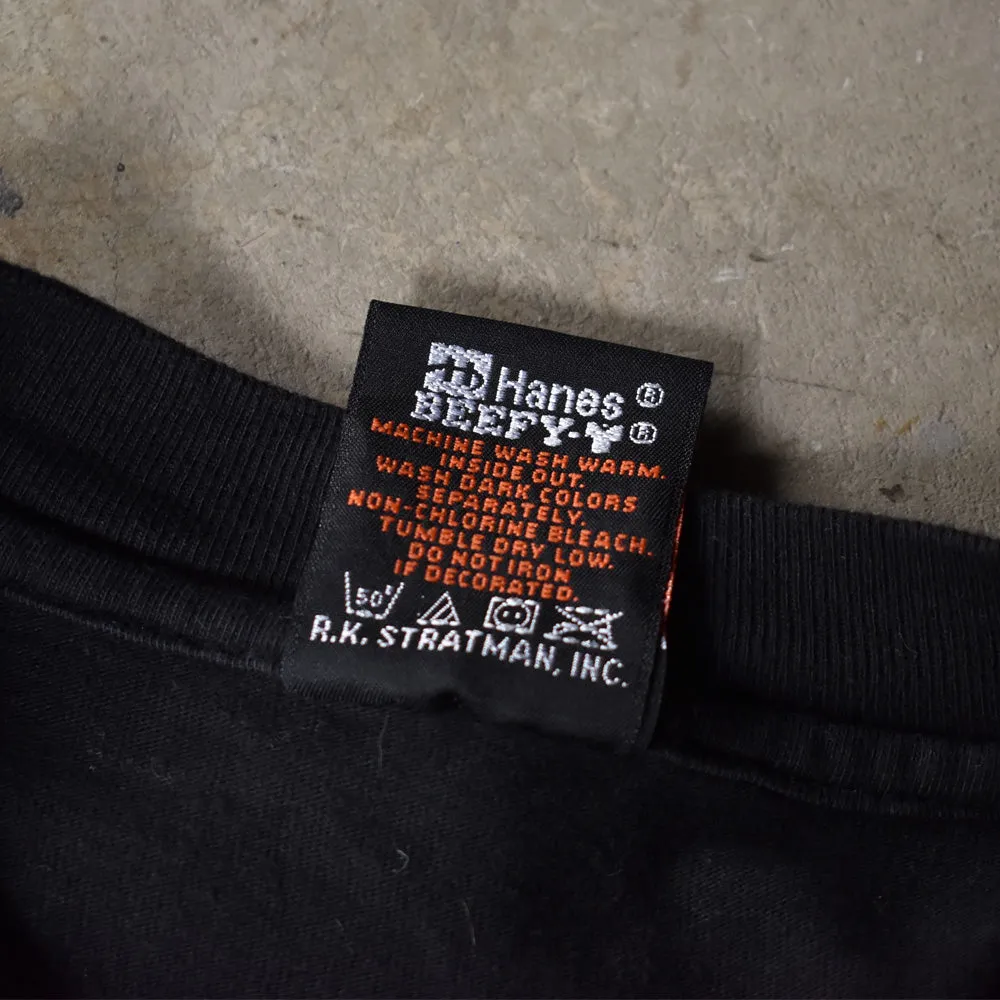 Hanes ®
BEEFY-T ®
MACHINE WASH WARM.
INSIDE OUT.
WASH DARK COLORS
SEPARATELY.
NON-CHLORINE BLEACH.
TUMBLE DRY LOW.
DO NOT IRON
IF DECORATED.
50°
R.K. STRATMAN, INC.